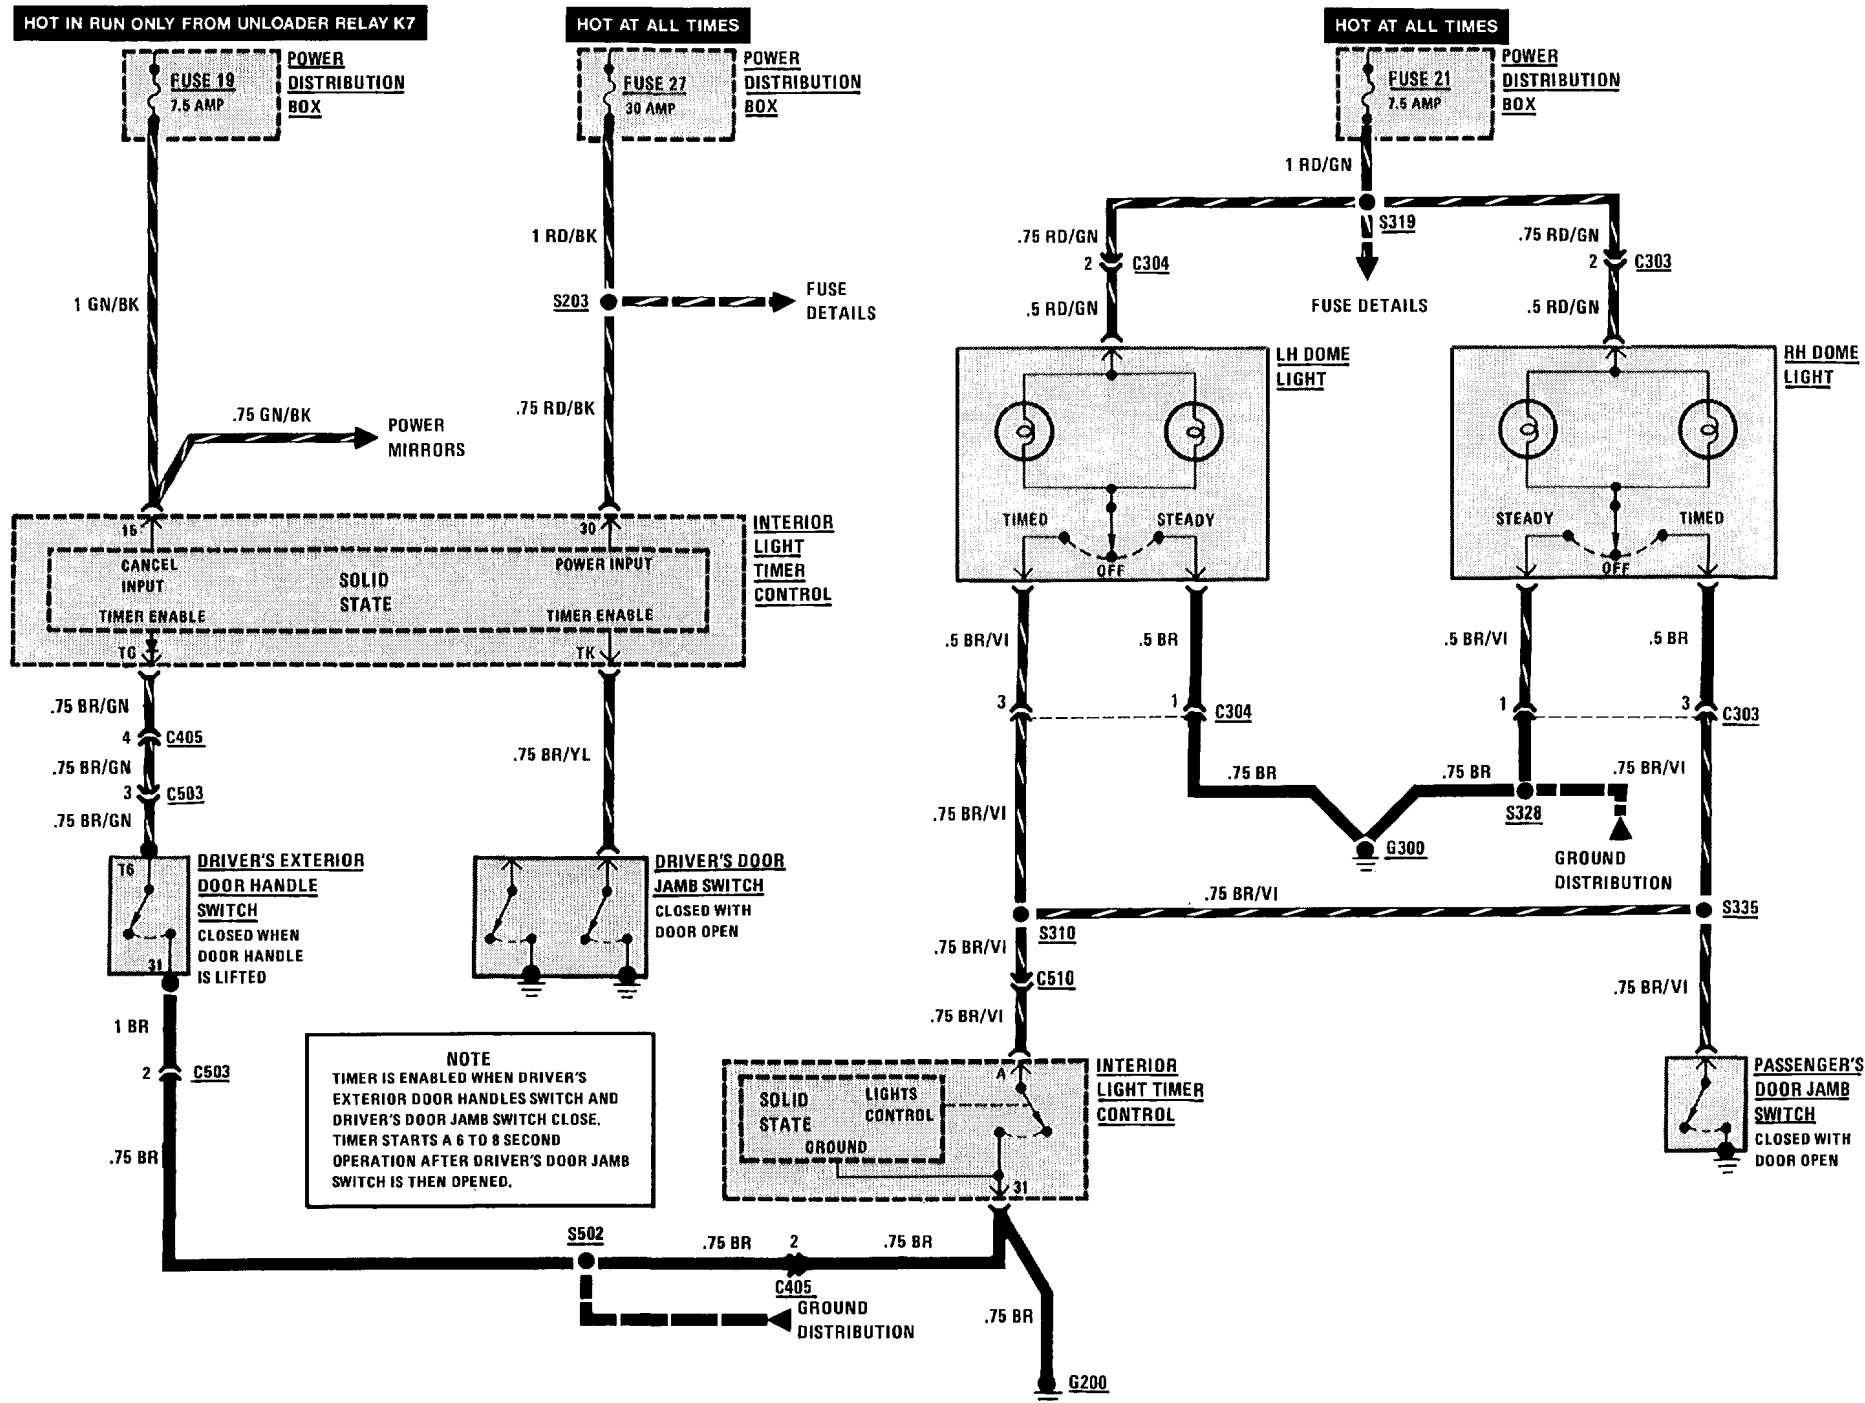 HOT IN RUN ONLY FROM UNLOADER RELAY K7
HOT AT ALL TIMES
HOT AT ALL TIMES
FUSE 19
7.5 AMP
POWER
DISTRIBUTION
BOX
FUSE 27
30 AMP
POWER
DISTRIBUTION
BOX
FUSE 21
7.5 AMP
POWER
DISTRIBUTION
BOX
1 RD/GN
S319
1 RD/BK
.75 RD/GN
2
C304
.75 RD/GN
2
C303
1 GN/BK
S203
FUSE
DETAILS
.5 RD/GN
FUSE DETAILS
.5 RD/GN
LH DOME
LIGHT
RH DOME
LIGHT
.75 GN/BK
.75 RD/BK
POWER
MIRRORS
15
30
INTERIOR
LIGHT
TIMER
CONTROL
CANCEL
INPUT
SOLID
STATE
POWER INPUT
TIMER ENABLE
TIMER ENABLE
TG
TK
TIMED
STEADY
OFF
STEADY
TIMED
OFF
.5 BR/VI
.5 BR
.5 BR/VI
.5 BR
3
1
C304
1
3
C303
.75 BR/GN
4
C405
.75 BR/GN
3
C503
.75 BR/GN
.75 BR/YL
.75 BR
.75 BR
.75 BR/VI
.75 BR/VI
S328
G300
GROUND
DISTRIBUTION
T6
31
DRIVER'S EXTERIOR
DOOR HANDLE
SWITCH
CLOSED WHEN
DOOR HANDLE
IS LIFTED
DRIVER'S DOOR
JAMB SWITCH
CLOSED WITH
DOOR OPEN
.75 BR/VI
S335
S310
.75 BR/VI
C510
.75 BR/VI
.75 BR/VI
1 BR
2
C503
.75 BR
NOTE
TIMER IS ENABLED WHEN DRIVER'S
EXTERIOR DOOR HANDLES SWITCH AND
DRIVER'S DOOR JAMB SWITCH CLOSE.
TIMER STARTS A 6 TO 8 SECOND
OPERATION AFTER DRIVER'S DOOR JAMB
SWITCH IS THEN OPENED.
A
SOLID
STATE
LIGHTS
CONTROL
GROUND
31
INTERIOR
LIGHT TIMER
CONTROL
PASSENGER'S
DOOR JAMB
SWITCH
CLOSED WITH
DOOR OPEN
S502
.75 BR
2
.75 BR
C405
GROUND
DISTRIBUTION
.75 BR
G200